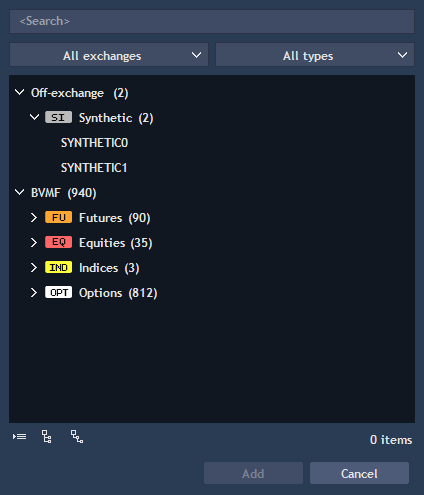 <Search>
All exchanges All types
Off-exchange (2)
SI Synthetic (2)
SYNTHETIC0
SYNTHETIC1
BVMF (940)
FU Futures (90)
EQ Equities (35)
IND Indices (3)
OPT Options (812)
0 items
Add Cancel